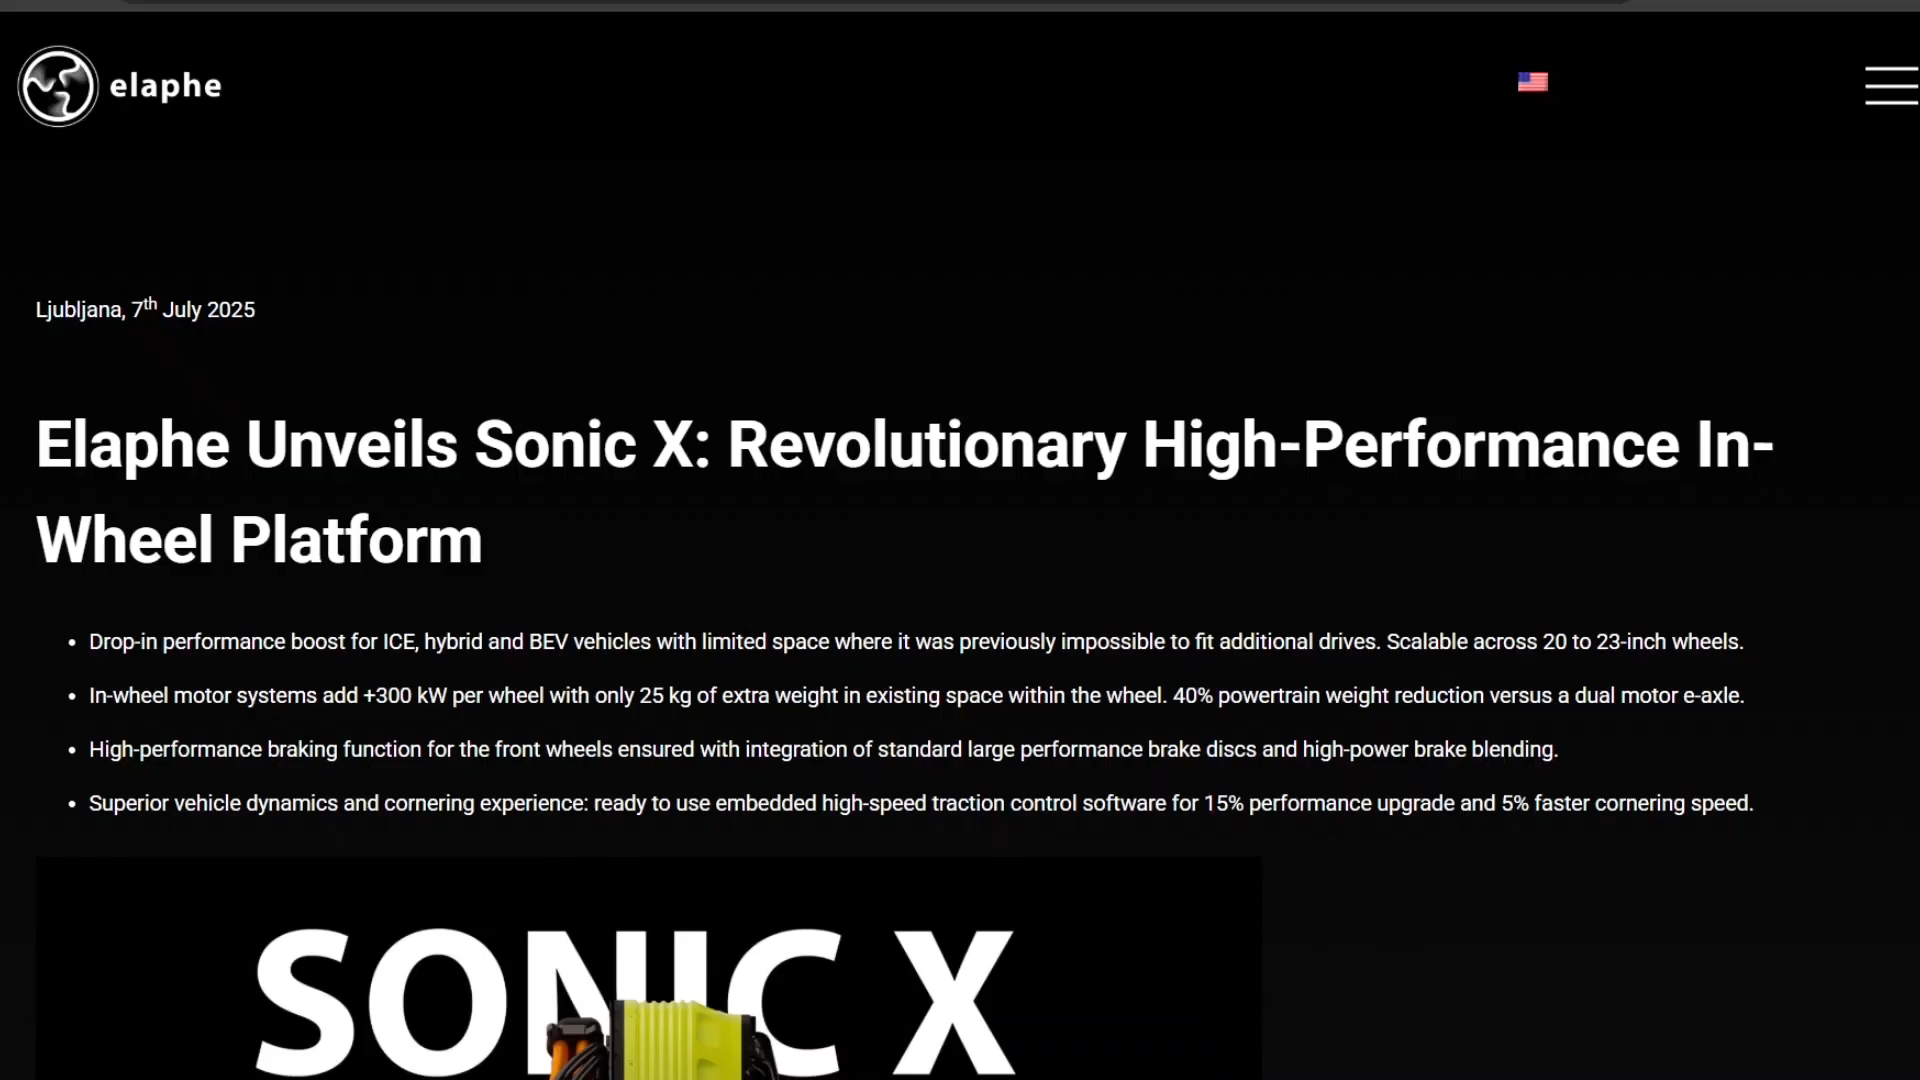 elaphe
Ljubljana, 7th July 2025
Elaphe Unveils Sonic X: Revolutionary High-Performance In-
Wheel Platform
• Drop-in performance boost for ICE, hybrid and BEV vehicles with limited space where it was previously impossible to fit additional drives. Scalable across 20 to 23-inch wheels.
• In-wheel motor systems add +300 kW per wheel with only 25 kg of extra weight in existing space within the wheel. 40% powertrain weight reduction versus a dual motor e-axle.
• High-performance braking function for the front wheels ensured with integration of standard large performance brake discs and high-power brake blending.
• Superior vehicle dynamics and cornering experience: ready to use embedded high-speed traction control software for 15% performance upgrade and 5% faster cornering speed.
SONIC X